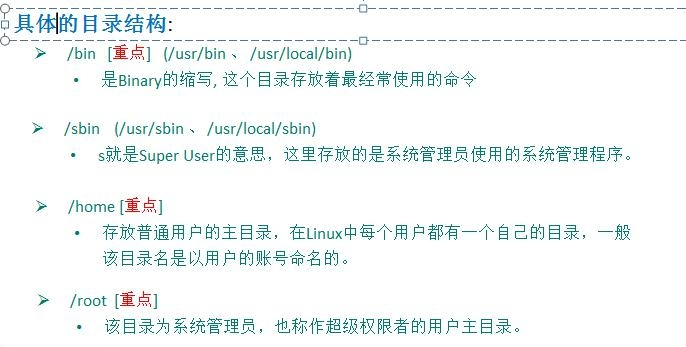 具体的目录结构:
/bin [重点] (/usr/bin 、 /usr/local/bin)
是Binary的缩写, 这个目录存放着最经常使用的命令
/sbin (/usr/sbin 、 /usr/local/sbin)
s就是Super User的意思，这里存放的是系统管理员使用的系统管理程序。
/home [重点]
存放普通用户的主目录，在Linux中每个用户都有一个自己的目录，一般
该目录名是以用户的账号命名的。
/root [重点]
该目录为系统管理员，也称作超级权限者的用户主目录。